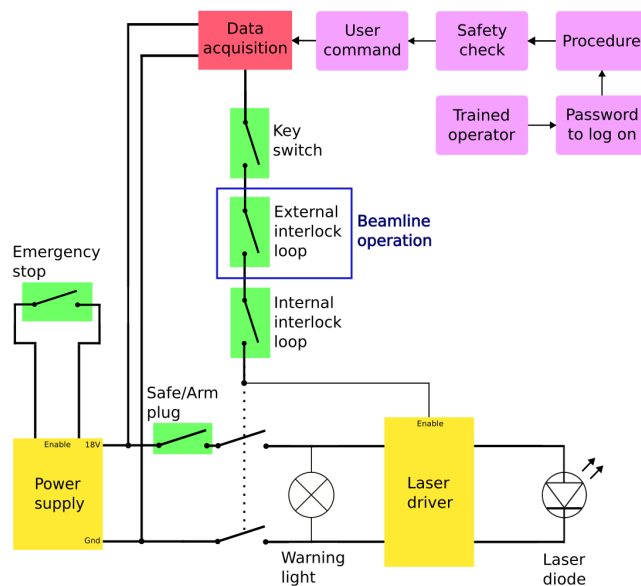 Data
acquisition
User
command
Safety
check
Procedure
Trained
operator
Password
to log on
Key
switch
External
interlock
loop
Beamline
operation
Emergency
stop
Internal
interlock
loop
Safe/Arm
plug
Enable
18V
Power
supply
Gnd
Enable
Laser
driver
Warning
light
Laser
diode